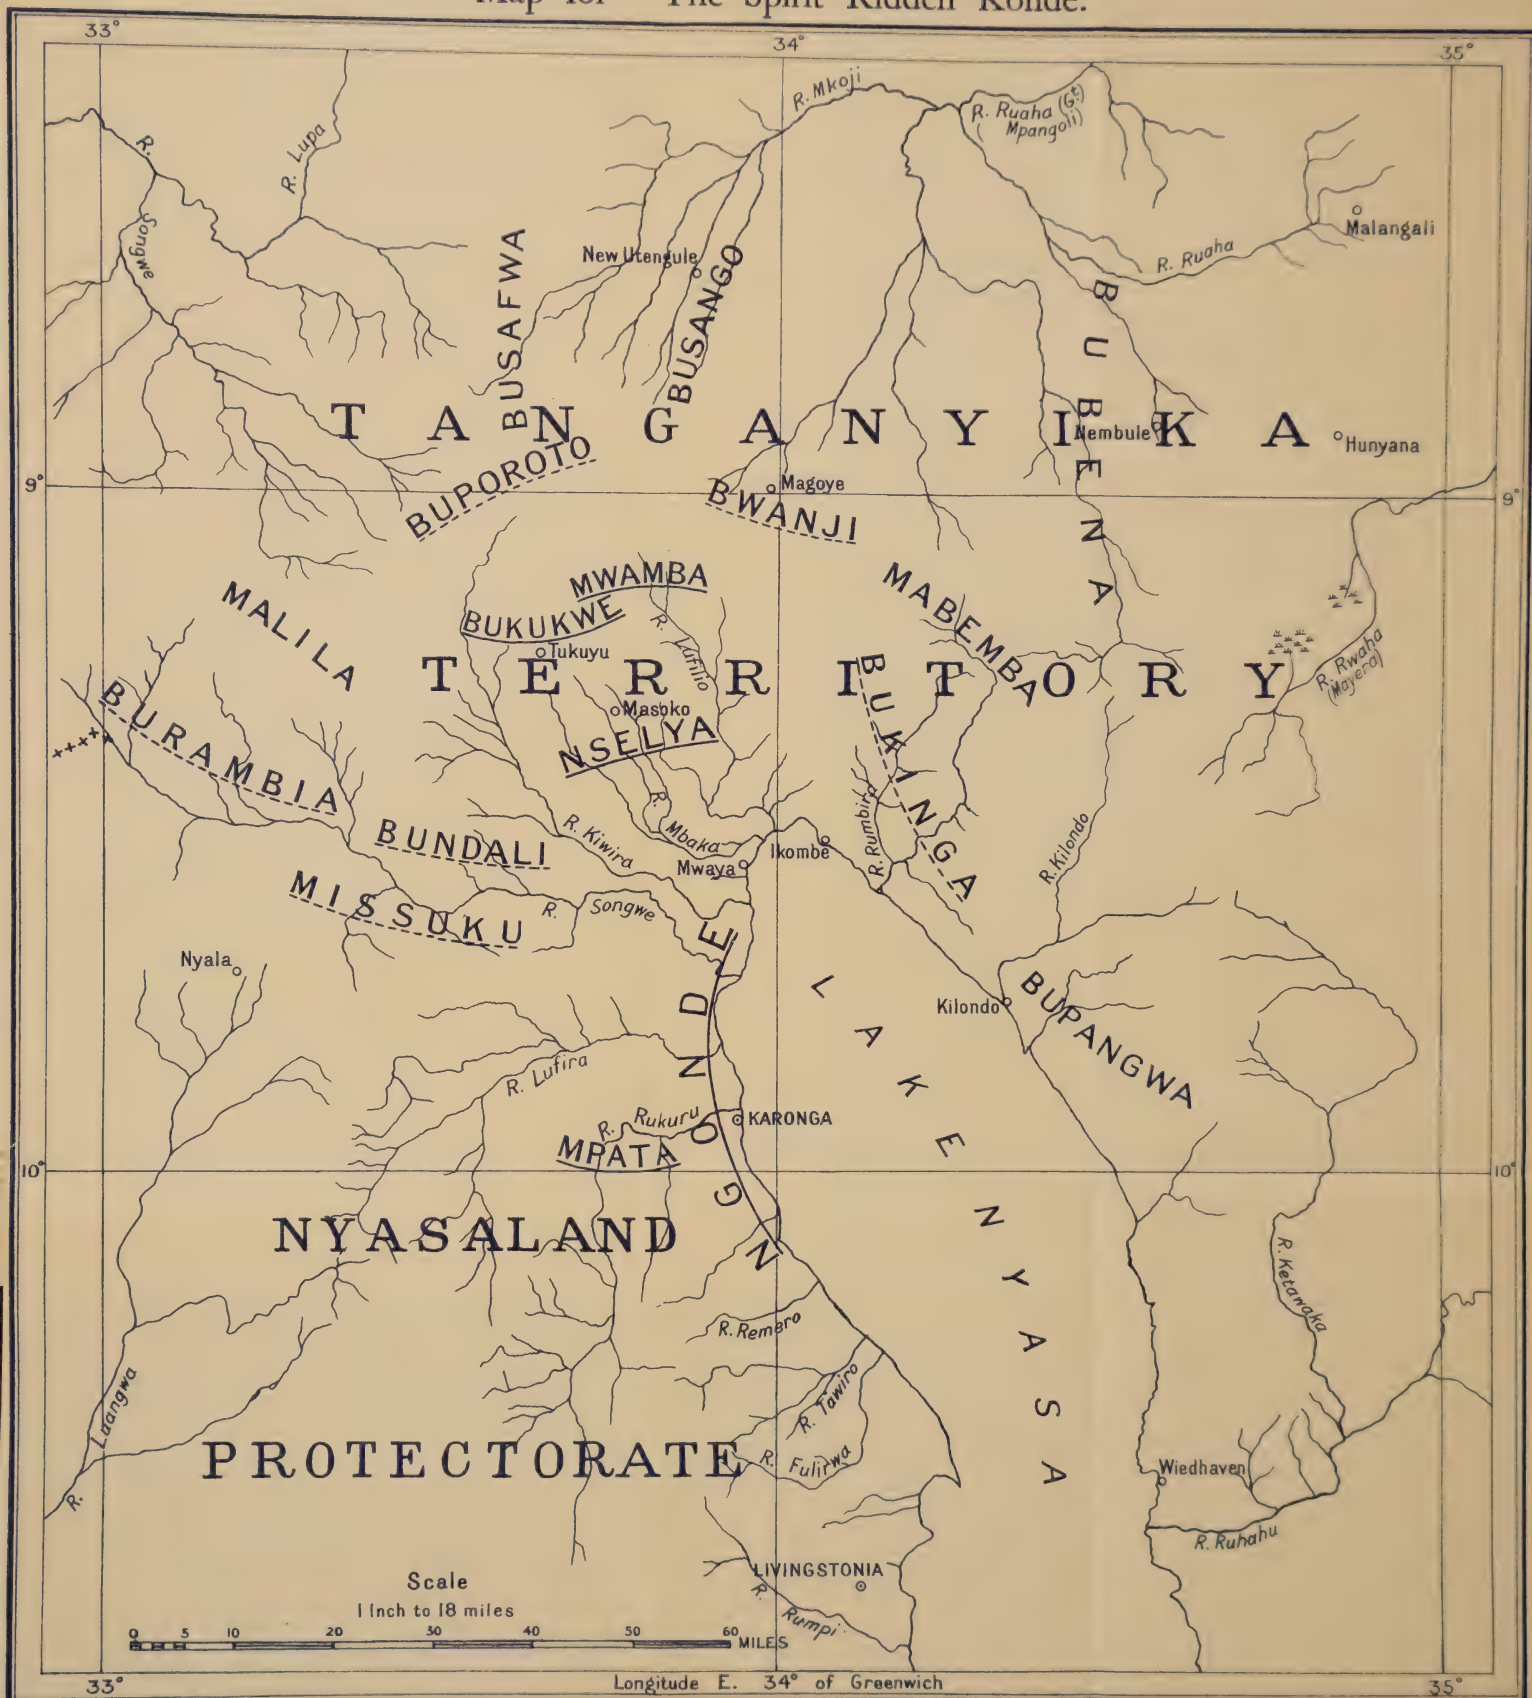 Map for "The Spirit Ridden Konde."
33°
34°
35°
R. Mkoji
R. Ruaha (Gt.)
Mpangoli)
R.
R. Lupa
Songwe
Malangali
R. Ruaha
New Utengule
BUSAFWA
BUSANGO
BUBENA
TANGANYIKA
Nembule
Hunyana
BUPOROTO
9°
9°
Magoye
BWANJI
MWAMBA
MABEMBA
MALILA
BUKUKWE
R. Lufilio
Tukuyu
R. Rwaha
(Mayera)
TERRITORY
BUKINGA
Masoko
BURAMBIA
NSELYA
R. Mbaka
R. Kiwira
BUNDALI
Mwaya
Ikombe
R. Rumbira
R. Kilondo
MISSUKU
R. Songwe
Nyala
NGONDE
LAKE NYASA
Kilondo
BUPANGWA
R. Lufira
R. Rukuru
KARONGA
MPATA
10°
10°
NYASALAND
R. Ketawaka
R. Remero
R. Tawiro
R. Luangwa
PROTECTORATE
R. Fulirwa
Wiedhaven
R. Ruhahu
LIVINGSTONIA
R. Rumpi
Scale
1 Inch to 18 miles
0 5 10 20 30 40 50 60 MILES
33°
Longitude E. 34° of Greenwich
35°